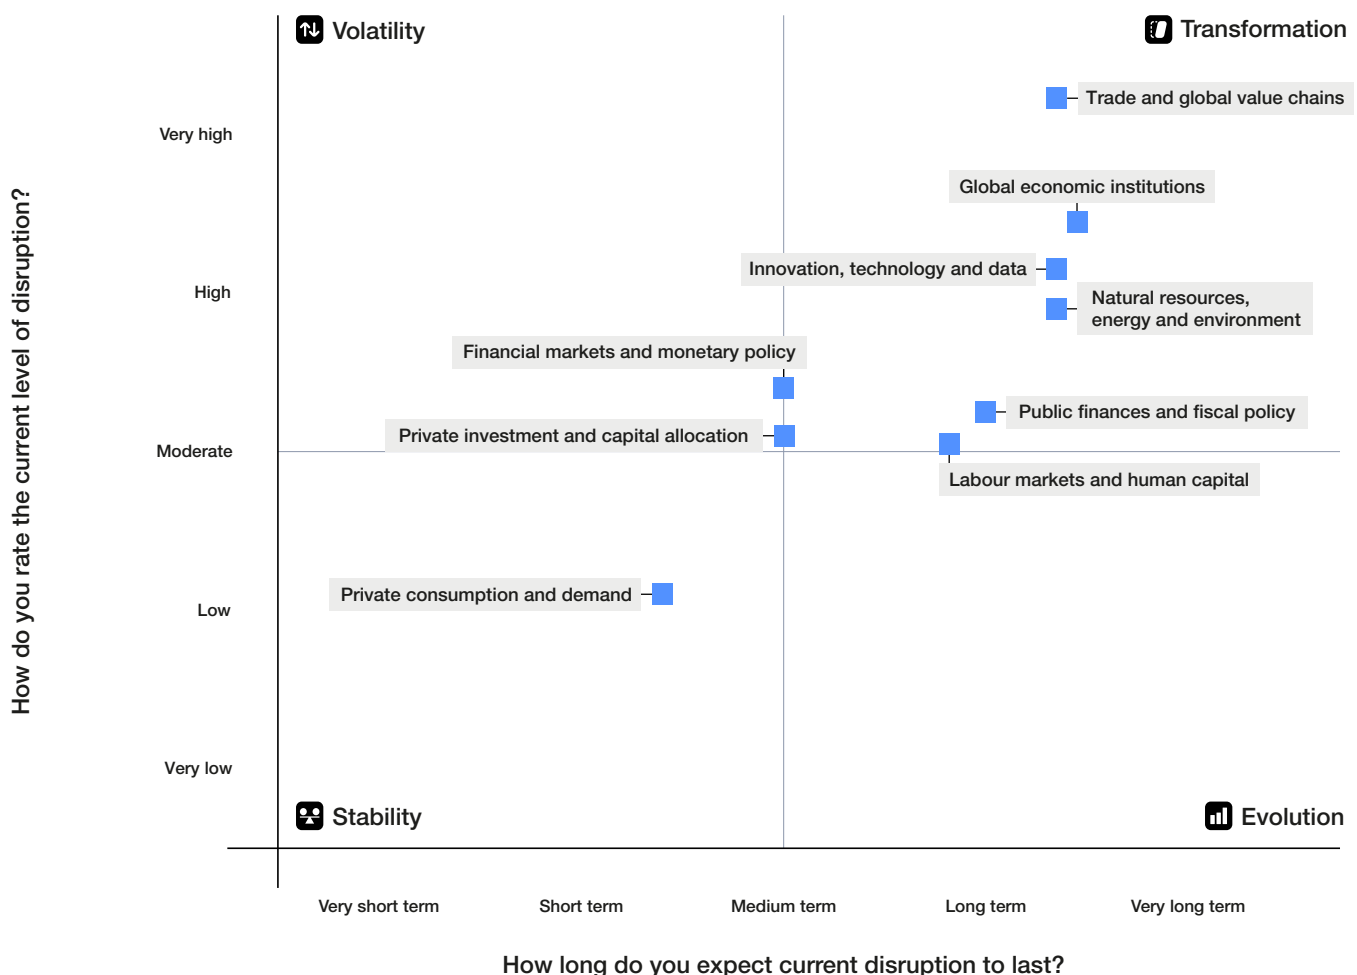 Volatility
Transformation
Trade and global value chains
Very high
Global economic institutions
Innovation, technology and data
High
Natural resources,
energy and environment
Financial markets and monetary policy
Public finances and fiscal policy
Private investment and capital allocation
Moderate
Labour markets and human capital
Private consumption and demand
Low
Very low
Stability
Evolution
How do you rate the current level of disruption?
Very short term
Short term
Medium term
Long term
Very long term
How long do you expect current disruption to last?